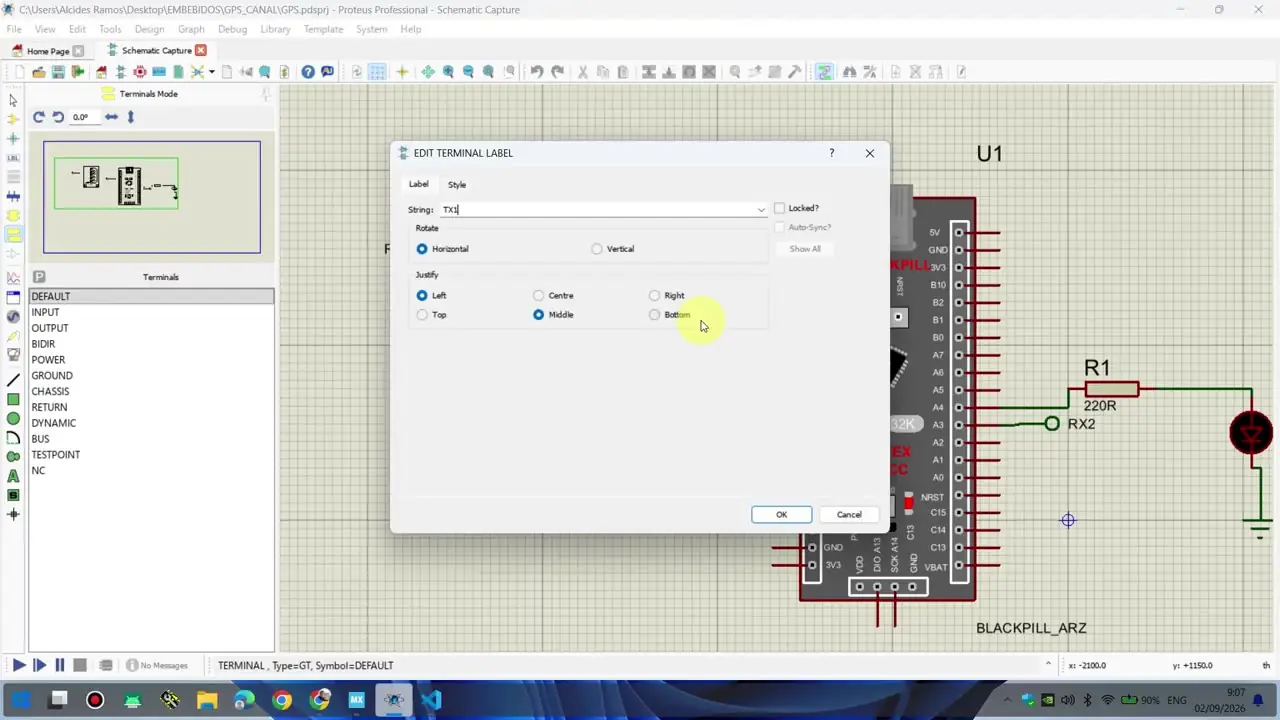 C:\Users\Alcides Ramos\Desktop\EMBEBIDOS\GPS_CANAL\GPS.pdsprj - Proteus Professional - Schematic Capture
File View Edit Tools Design Graph Debug Library Template System Help
Home Page
Schematic Capture
Terminals Mode
0.0°
LBL
P
Terminals
DEFAULT
INPUT
OUTPUT
BIDIR
POWER
GROUND
CHASSIS
RETURN
DYNAMIC
BUS
TESTPOINT
NC
A
S
EDIT TERMINAL LABEL
?
Label
Style
String: TX1
Locked?
Rotate
Auto-Sync?
Horizontal
Vertical
Show All
Justify
Left
Centre
Right
Top
Middle
Bottom
OK
Cancel
U1
5V
GND
3V3
B10
B2
B1
B0
A7
A6
A5
A4
A3
A2
A1
A0
NRST
C15
C14
C13
VBAT
NRST
32K
GND
3V3
VDD
DIO A13
SCK A14
GND
C13
R1
220R
RX2
BLACKPILL_ARZ
No Messages
TERMINAL , Type=GT, Symbol=DEFAULT
x: -2100.0
y: +1150.0
th
MX
90%
ENG
9:07
02/09/2026